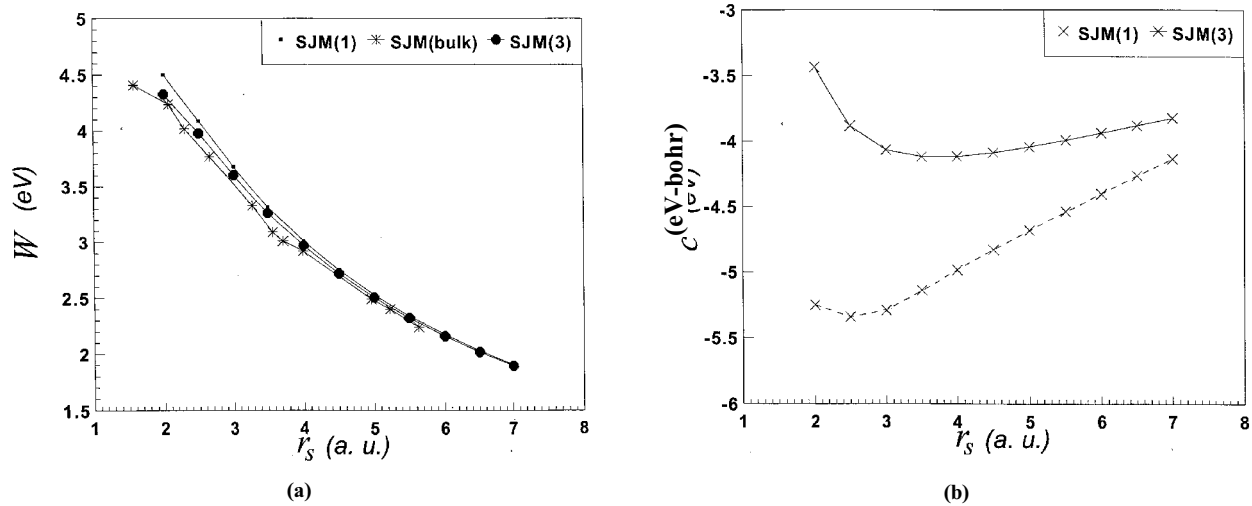 5
4.5
4
3.5
3
2.5
2
1.5
W (eV)
SJM(1) SJM(bulk) SJM(3)
1 2 3 4 5 6 7 8
r_s (a. u.)
(a)
-3
-3.5
-4
-4.5
-5
-5.5
-6
c (eV-bohr)
(eV)
SJM(1) SJM(3)
1 2 3 4 5 6 7 8
r_s (a. u.)
(b)